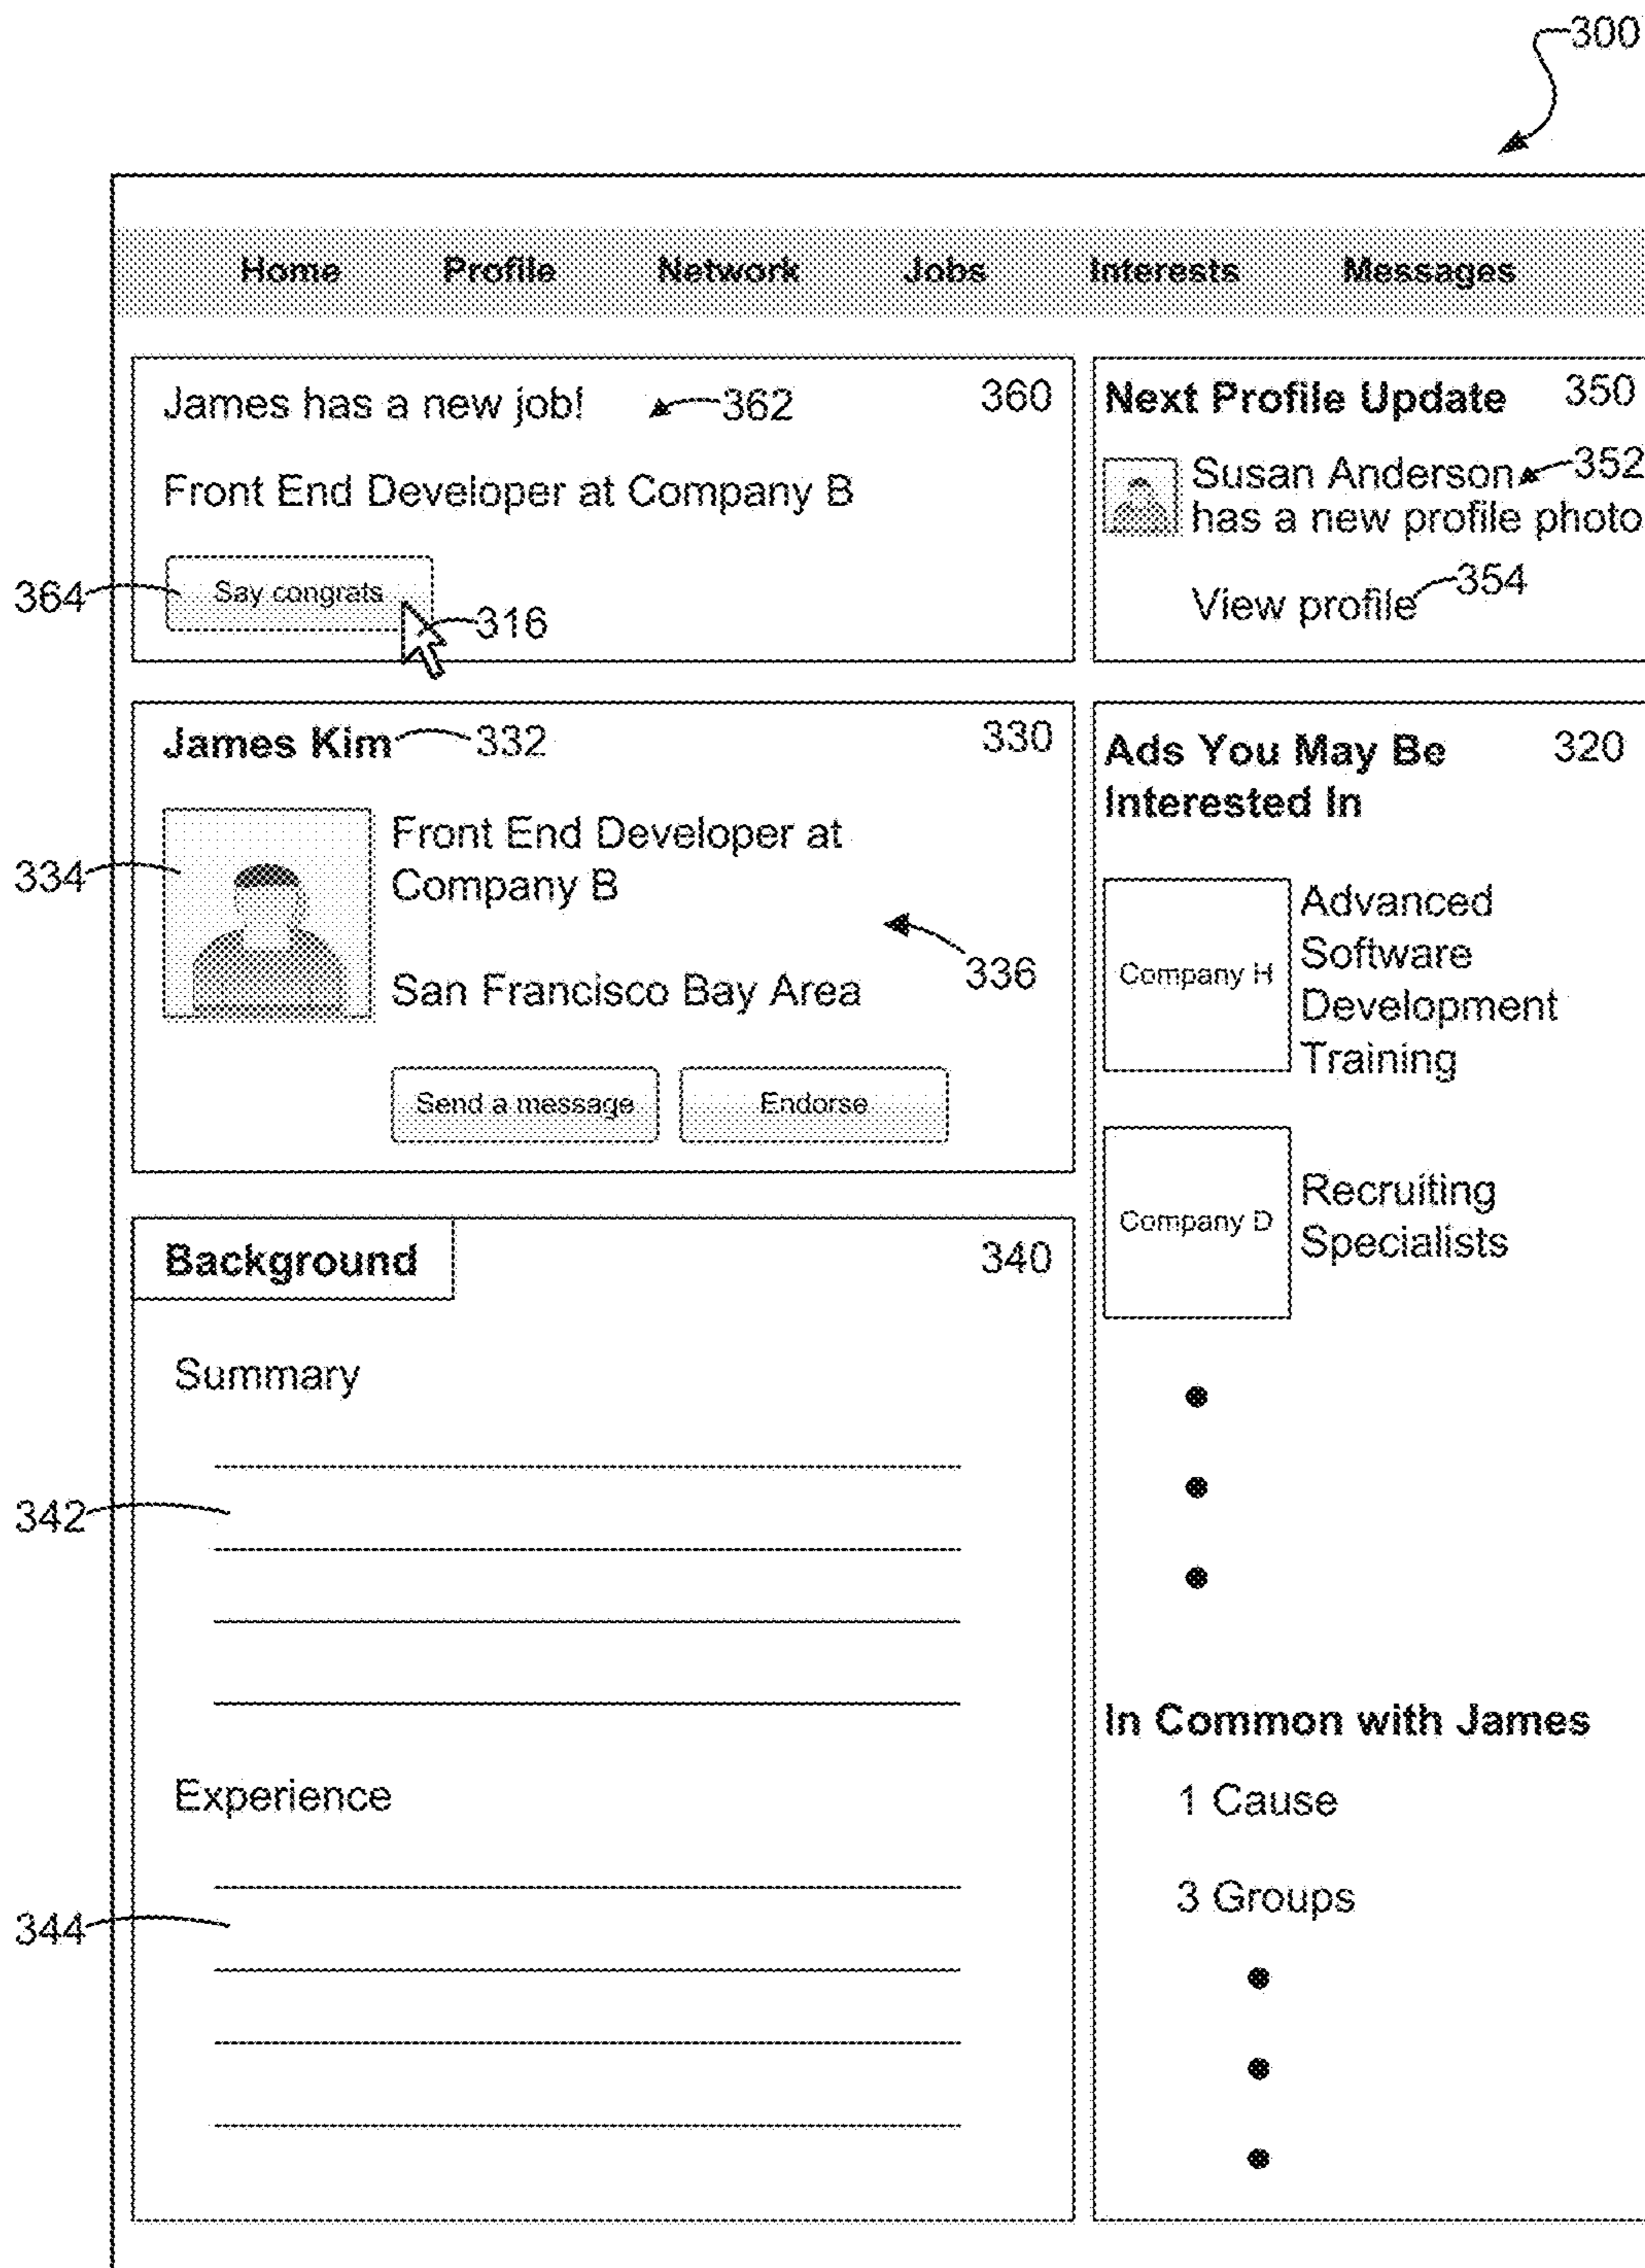 300
Home Profile Network Jobs Interests Messages
James has a new job! 362 360
Front End Developer at Company B
364 Say congrats 316
Next Profile Update 350
Susan Anderson 352
has a new profile photo
View profile 354
James Kim 332 330
334
Front End Developer at
Company B
336
San Francisco Bay Area
Send a message Endorse
Ads You May Be 320
Interested In
Company H
Advanced
Software
Development
Training
Company D
Recruiting
Specialists
Background 340
Summary
342
Experience
344
In Common with James
1 Cause
3 Groups